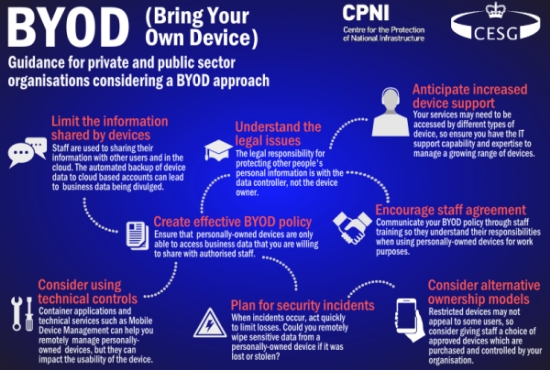 BYOD
(Bring Your
Own Device)
Guidance for private and public sector
organisations considering a BYOD approach
CPNI
Centre for the Protection
of National Infrastructure
CESG
Limit the information
shared by devices
Staff are used to sharing their
information with other users and in the
cloud. The automated backup of device
data to cloud based accounts can lead
to business data being divulged.
Understand the
legal issues
The legal responsibility for
protecting other people's
personal information is with the
data controller, not the device
owner.
Anticipate increased
device support
Your services may need to be
accessed by different types of
device, so ensure you have the IT
support capability and expertise to
manage a growing range of devices.
Create effective BYOD policy
Ensure that personally-owned devices are only
able to access business data that you are willing
to share with authorised staff.
Encourage staff agreement
Communicate your BYOD policy through staff
training so they understand their responsibilities
when using personally-owned devices for work
purposes.
Consider using
technical controls
Container applications and
technical services such as Mobile
Device Management can help you
remotely manage personally-
owned devices, but they can
impact the usability of the device.
Plan for security incidents
When incidents occur, act quickly
to limit losses. Could you remotely
wipe sensitive data from a
personally-owned device if it was
lost or stolen?
Consider alternative
ownership models
Restricted devices may not
appeal to some users, so
consider giving staff a choice of
approved devices which are
purchased and controlled by your
organisation.